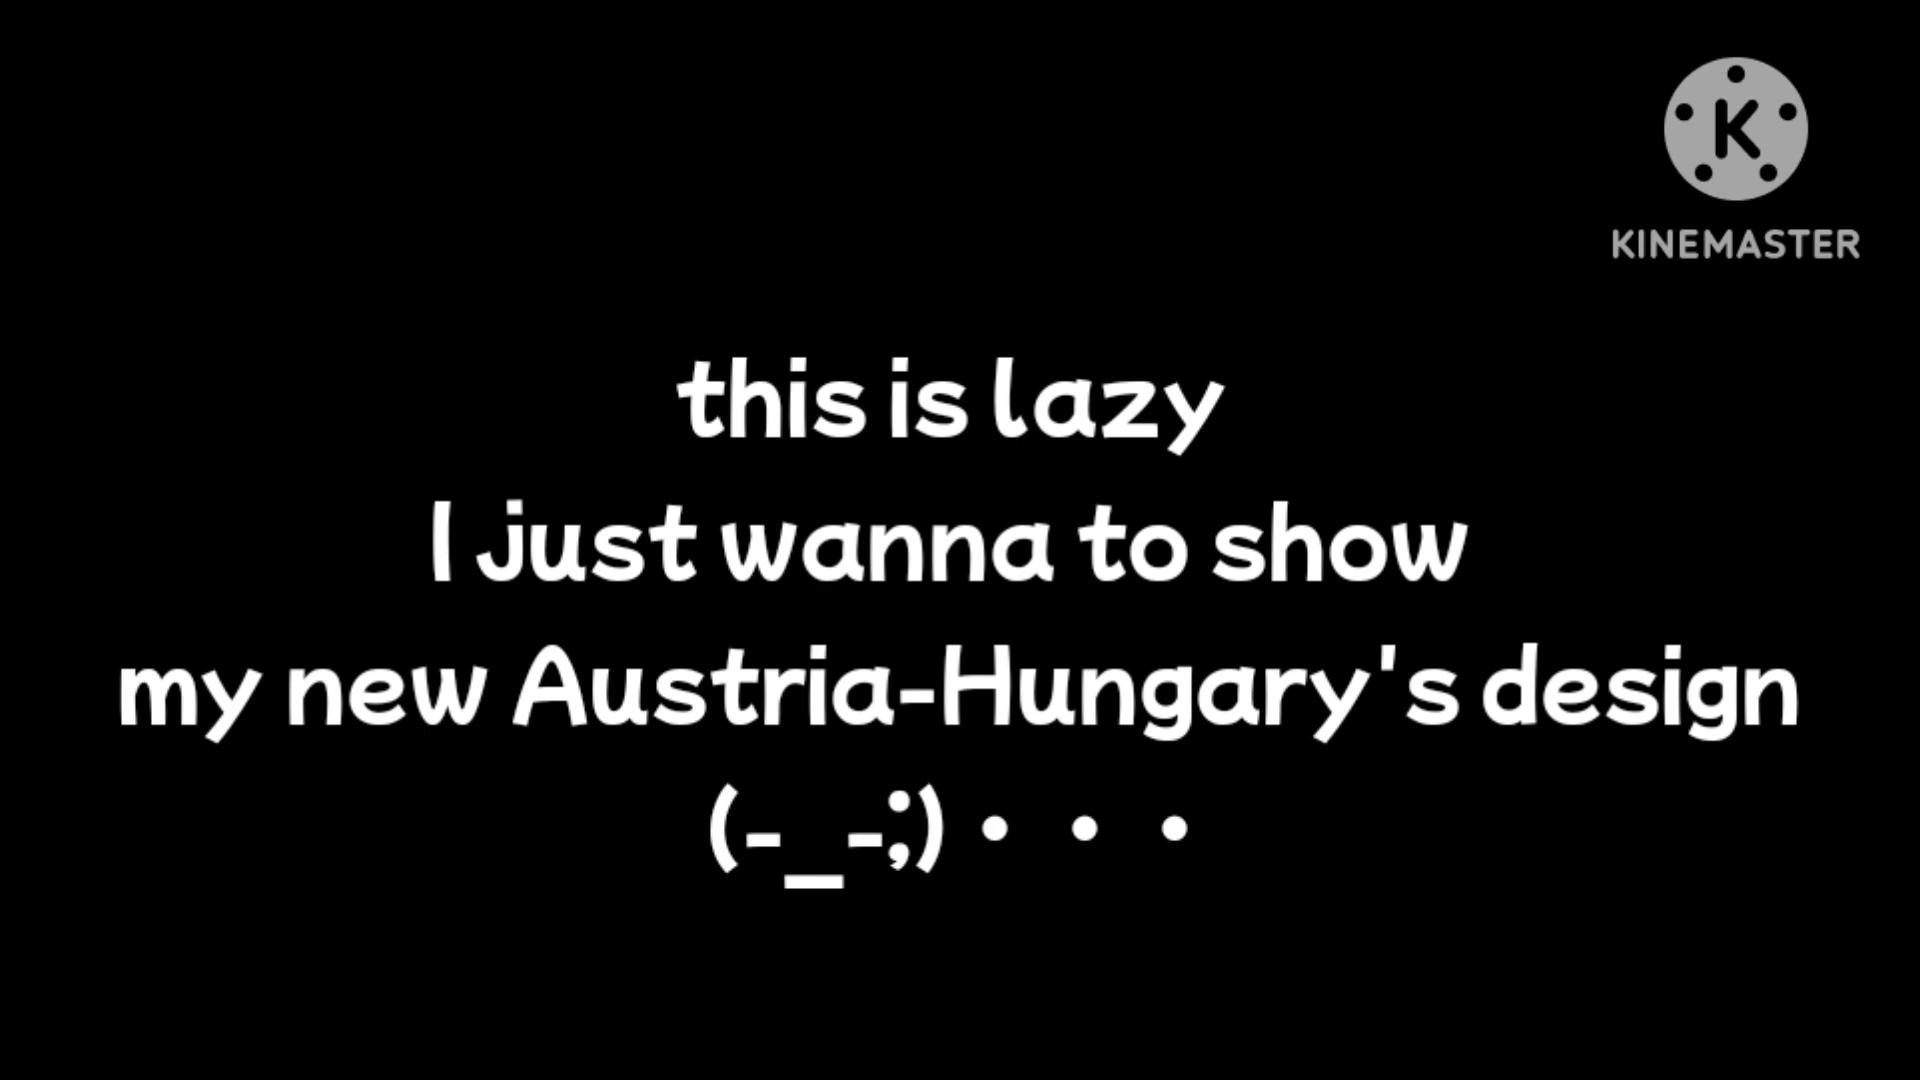 K
KINEMASTER
this is lazy
I just wanna to show
my new Austria-Hungary's design
(-_-;)・・・